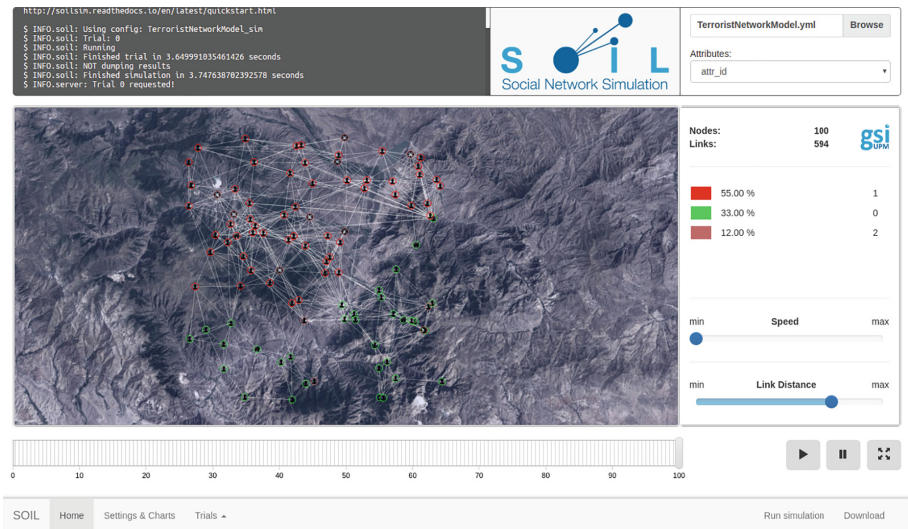 http://soilsim.readthedocs.io/en/latest/quickstart.html
$ INFO.soil: Using config: TerroristNetworkModel_sim
$ INFO.soil: Trial: 0
$ INFO.soil: Running
$ INFO.soil: Finished trial in 3.649991035461426 seconds
$ INFO.soil: NOT dumping results
$ INFO.soil: Finished simulation in 3.747638702392578 seconds
$ INFO.server: Trial 0 requested!
SOIL
Social Network Simulation
TerroristNetworkModel.yml Browse
Attributes:
attr_id
Nodes: 100
Links: 594
gsi
UPM
55.00 % 1
33.00 % 0
12.00 % 2
min Speed max
min Link Distance max
0 10 20 30 40 50 60 70 80 90 100
SOIL Home Settings & Charts Trials Run simulation Download